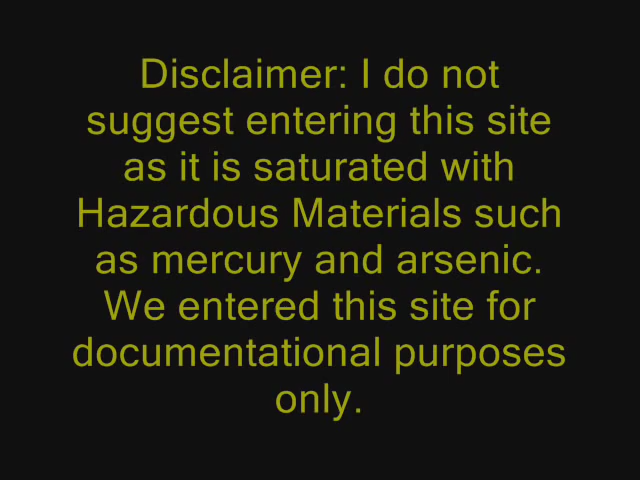 Disclaimer: I do not
suggest entering this site
as it is saturated with
Hazardous Materials such
as mercury and arsenic.
We entered this site for
documentational purposes
only.